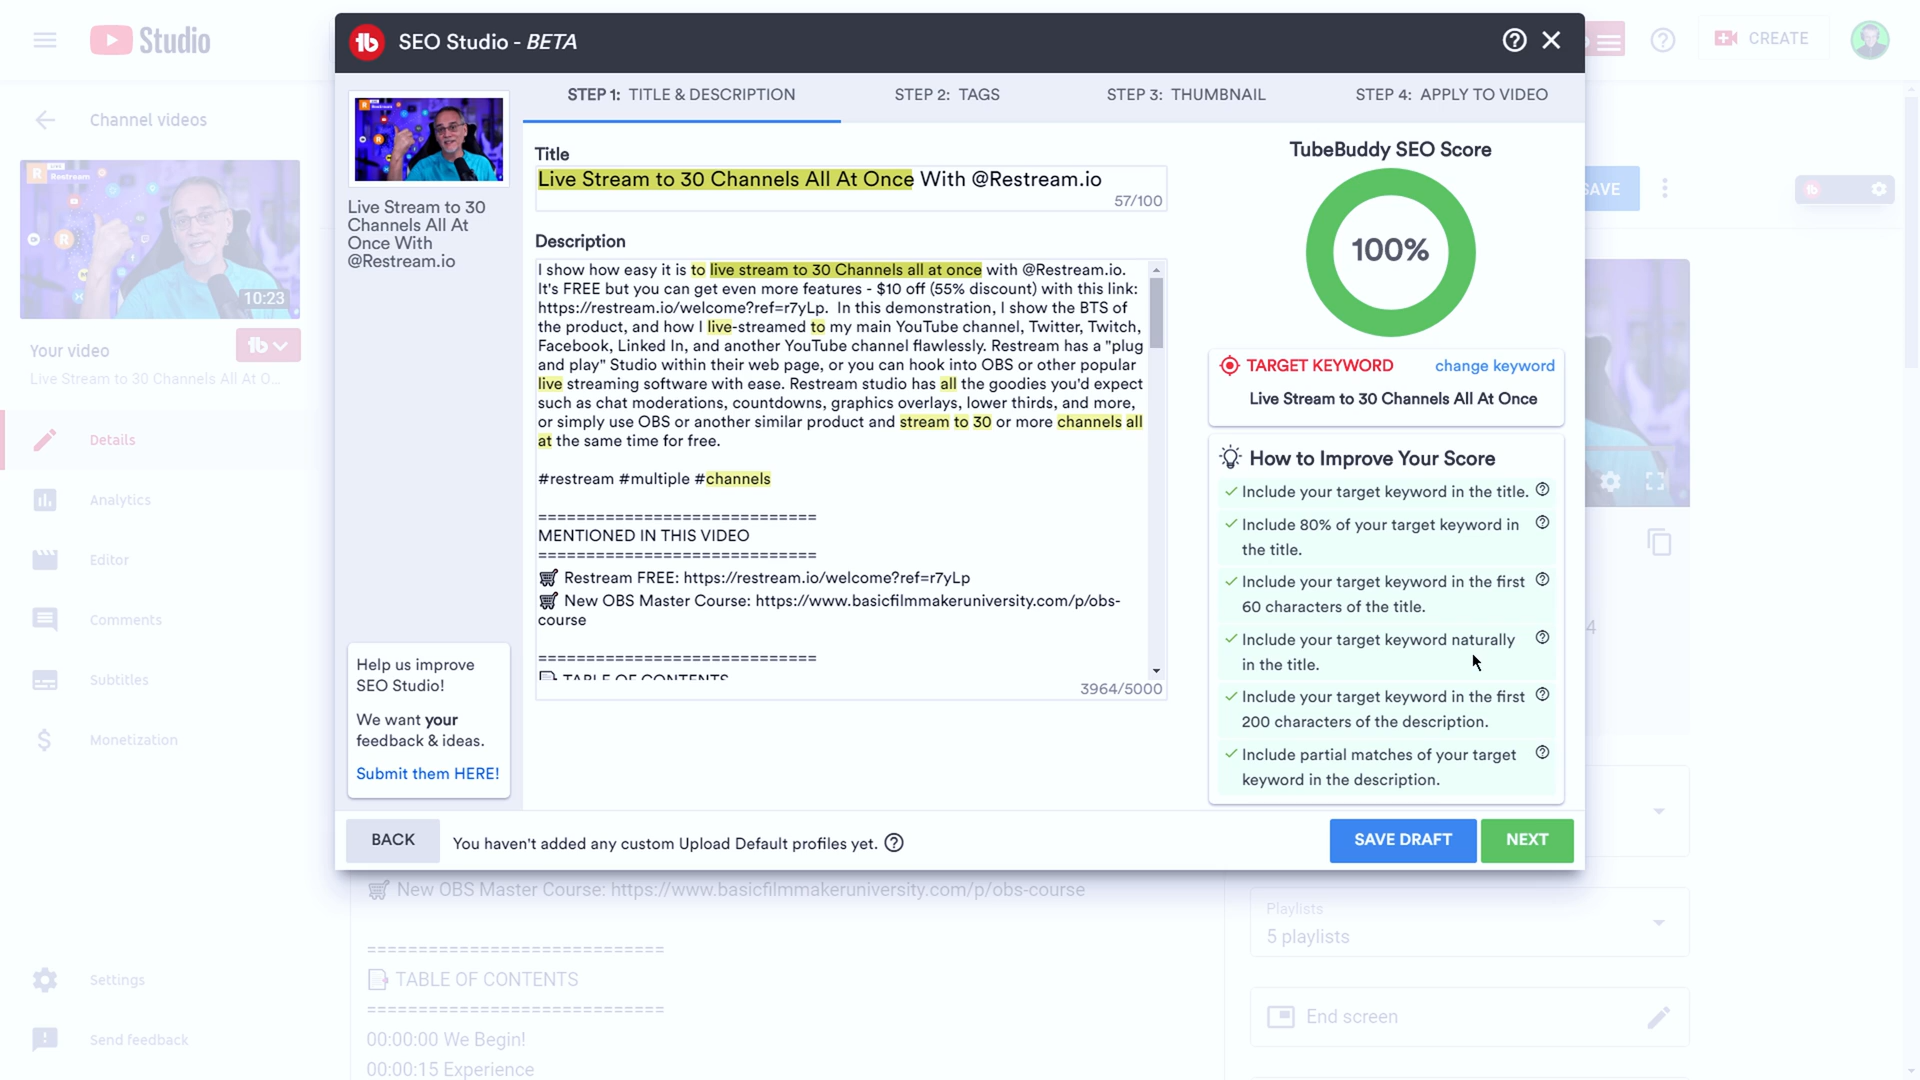 Studio
SEO Studio - BETA
CREATE
Channel videos
STEP 1: TITLE & DESCRIPTION
STEP 2: TAGS
STEP 3: THUMBNAIL
STEP 4: APPLY TO VIDEO
Restream
10:23
Your video
Live Stream to 30 Channels All At O...
Details
Analytics
Editor
Comments
Subtitles
Monetization
Settings
Send feedback
Live Stream to 30
Channels All At
Once With
@Restream.io
Help us improve
SEO Studio!
We want your
feedback & ideas.
Submit them HERE!
Title
Live Stream to 30 Channels All At Once With @Restream.io
57/100
Description
I show how easy it is to live stream to 30 Channels all at once with @Restream.io.
It's FREE but you can get even more features - $10 off (55% discount) with this link:
https://restream.io/welcome?ref=r7yLp. In this demonstration, I show the BTS of
the product, and how I live-streamed to my main YouTube channel, Twitter, Twitch,
Facebook, Linked In, and another YouTube channel flawlessly. Restream has a "plug
and play" Studio within their web page, or you can hook into OBS or other popular
live streaming software with ease. Restream studio has all the goodies you'd expect
such as chat moderations, countdowns, graphics overlays, lower thirds, and more,
or simply use OBS or another similar product and stream to 30 or more channels all
at the same time for free.
#restream #multiple #channels
=============================
MENTIONED IN THIS VIDEO
=============================
Restream FREE: https://restream.io/welcome?ref=r7yLp
New OBS Master Course: https://www.basicfilmmakeruniversity.com/p/obs-
course
=============================
TABLE OF CONTENTS
3964/5000
TubeBuddy SEO Score
100%
TARGET KEYWORD
change keyword
Live Stream to 30 Channels All At Once
How to Improve Your Score
Include your target keyword in the title.
Include 80% of your target keyword in
the title.
Include your target keyword in the first
60 characters of the title.
Include your target keyword naturally
in the title.
Include your target keyword in the first
200 characters of the description.
Include partial matches of your target
keyword in the description.
SAVE
4
BACK
You haven't added any custom Upload Default profiles yet.
SAVE DRAFT
NEXT
New OBS Master Course: https://www.basicfilmmakeruniversity.com/p/obs-course
=============================
TABLE OF CONTENTS
=============================
00:00:00 We Begin!
00:00:15 Experience
Playlists
5 playlists
End screen